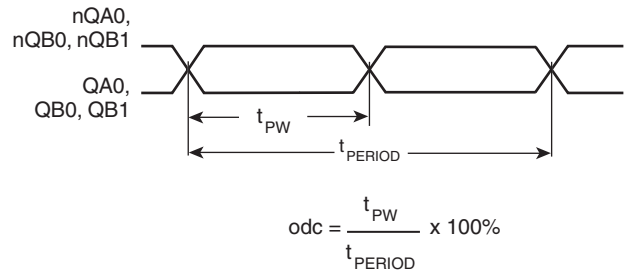 nQA0,
nQB0, nQB1
QA0,
QB0, QB1
tPW
tPERIOD
odc = tPW / tPERIOD x 100%